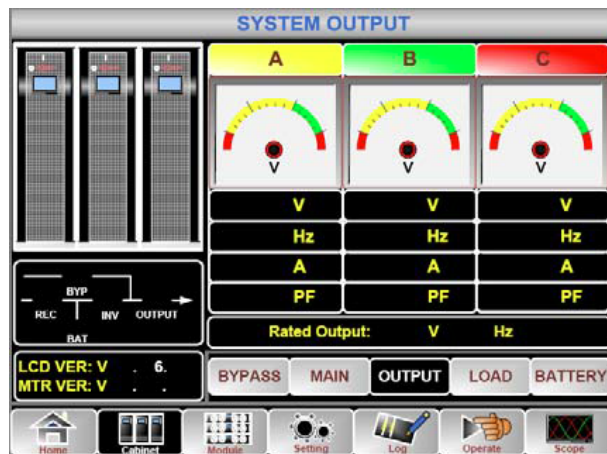 SYSTEM OUTPUT
A B C
V V V
V V V
Hz Hz Hz
A A A
PF PF PF
Rated Output: V Hz
BYP
REC INV OUTPUT
BAT
LCD VER: V . 6.
MTR VER: V . .
BYPASS MAIN OUTPUT LOAD BATTERY
Home Cabinet Module Setting Log Operate Scope